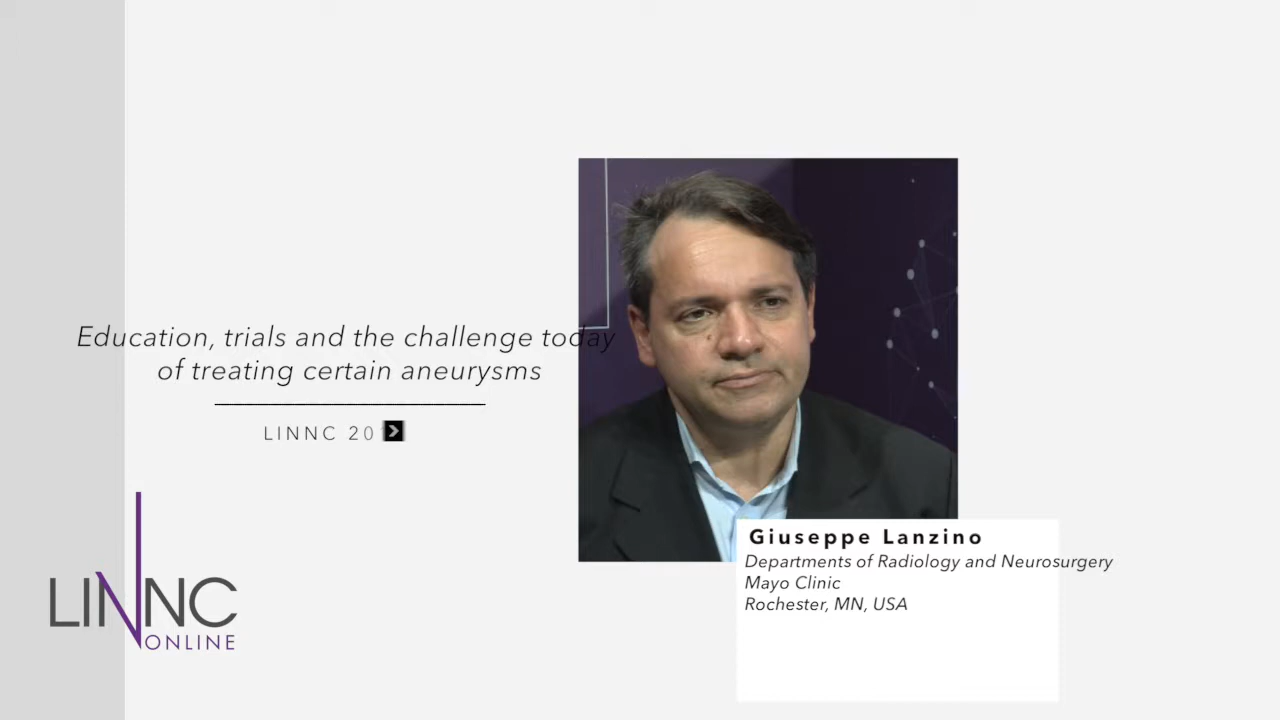 Education, trials and the challenge today
of treating certain aneurysms
LINNC
Giuseppe Lanzino
Departments of Radiology and Neurosurgery
Mayo Clinic
Rochester, MN, USA
LINNC
ONLINE